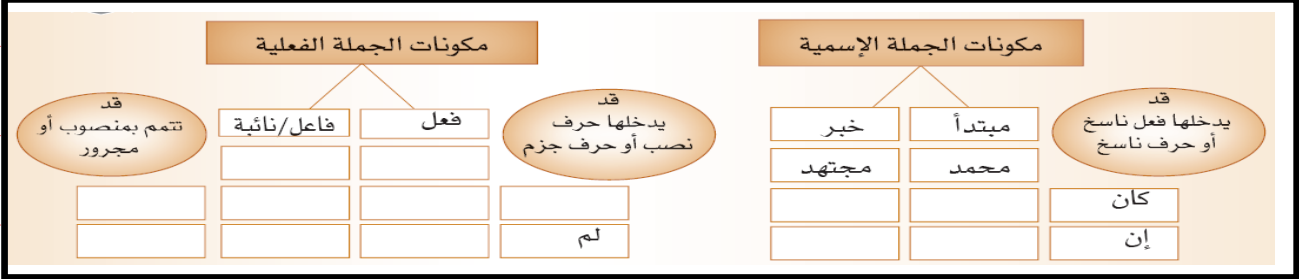 مكونات الجملة الإسمية
قد
يدخلها فعل ناسخ
أو حرف ناسخ
مبتدأ
خبر
محمد
مجتهد
كان
إن
مكونات الجملة الفعلية
قد
يدخلها حرف
نصب أو حرف جزم
فعل
فاعل/نائبة
قد
تتمم بمنصوب أو
مجرور
لم